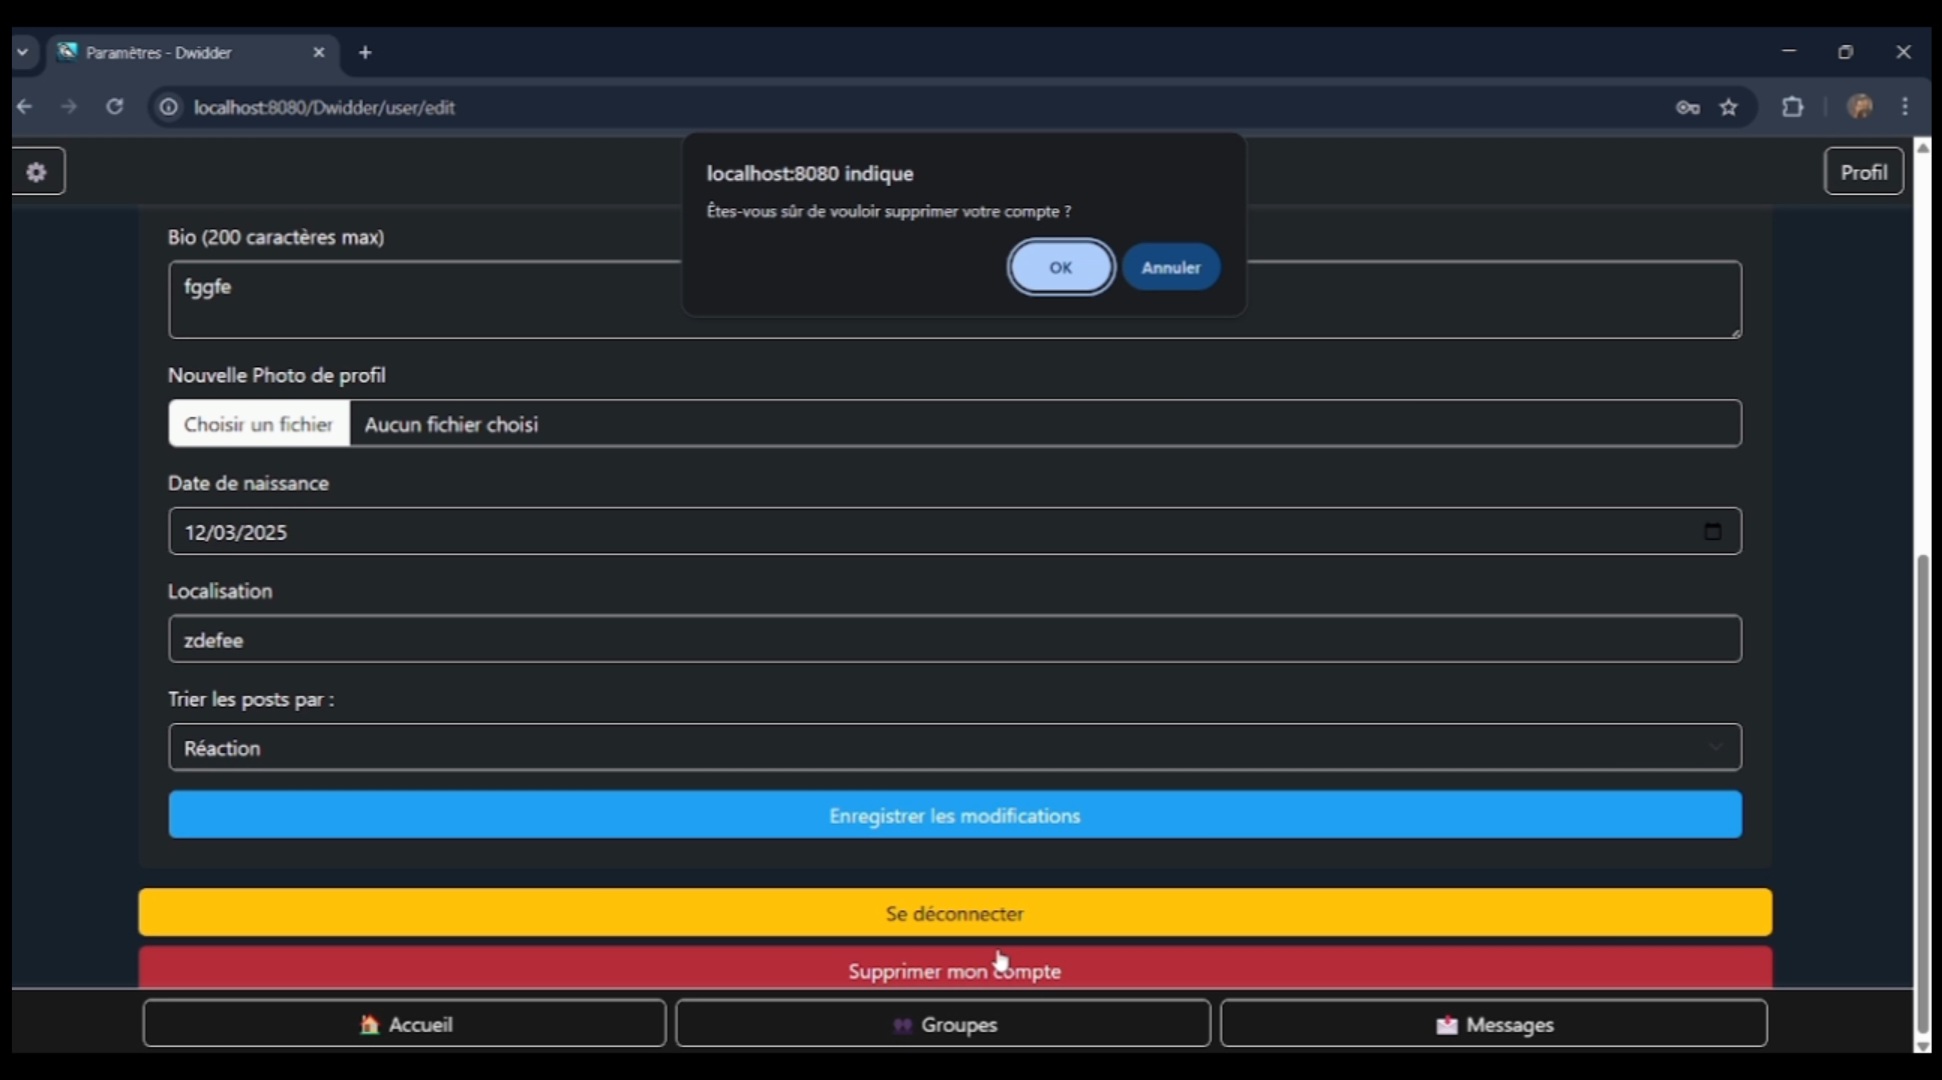 Paramètres - Dwidder
localhost:8080/Dwidder/user/edit
localhost:8080 indique
Êtes-vous sûr de vouloir supprimer votre compte ?
OK
Annuler
Profil
Bio (200 caractères max)
fggfe
Nouvelle Photo de profil
Choisir un fichier
Aucun fichier choisi
Date de naissance
12/03/2025
Localisation
zdefee
Trier les posts par :
Réaction
Enregistrer les modifications
Se déconnecter
Supprimer mon compte
Accueil
Groupes
Messages